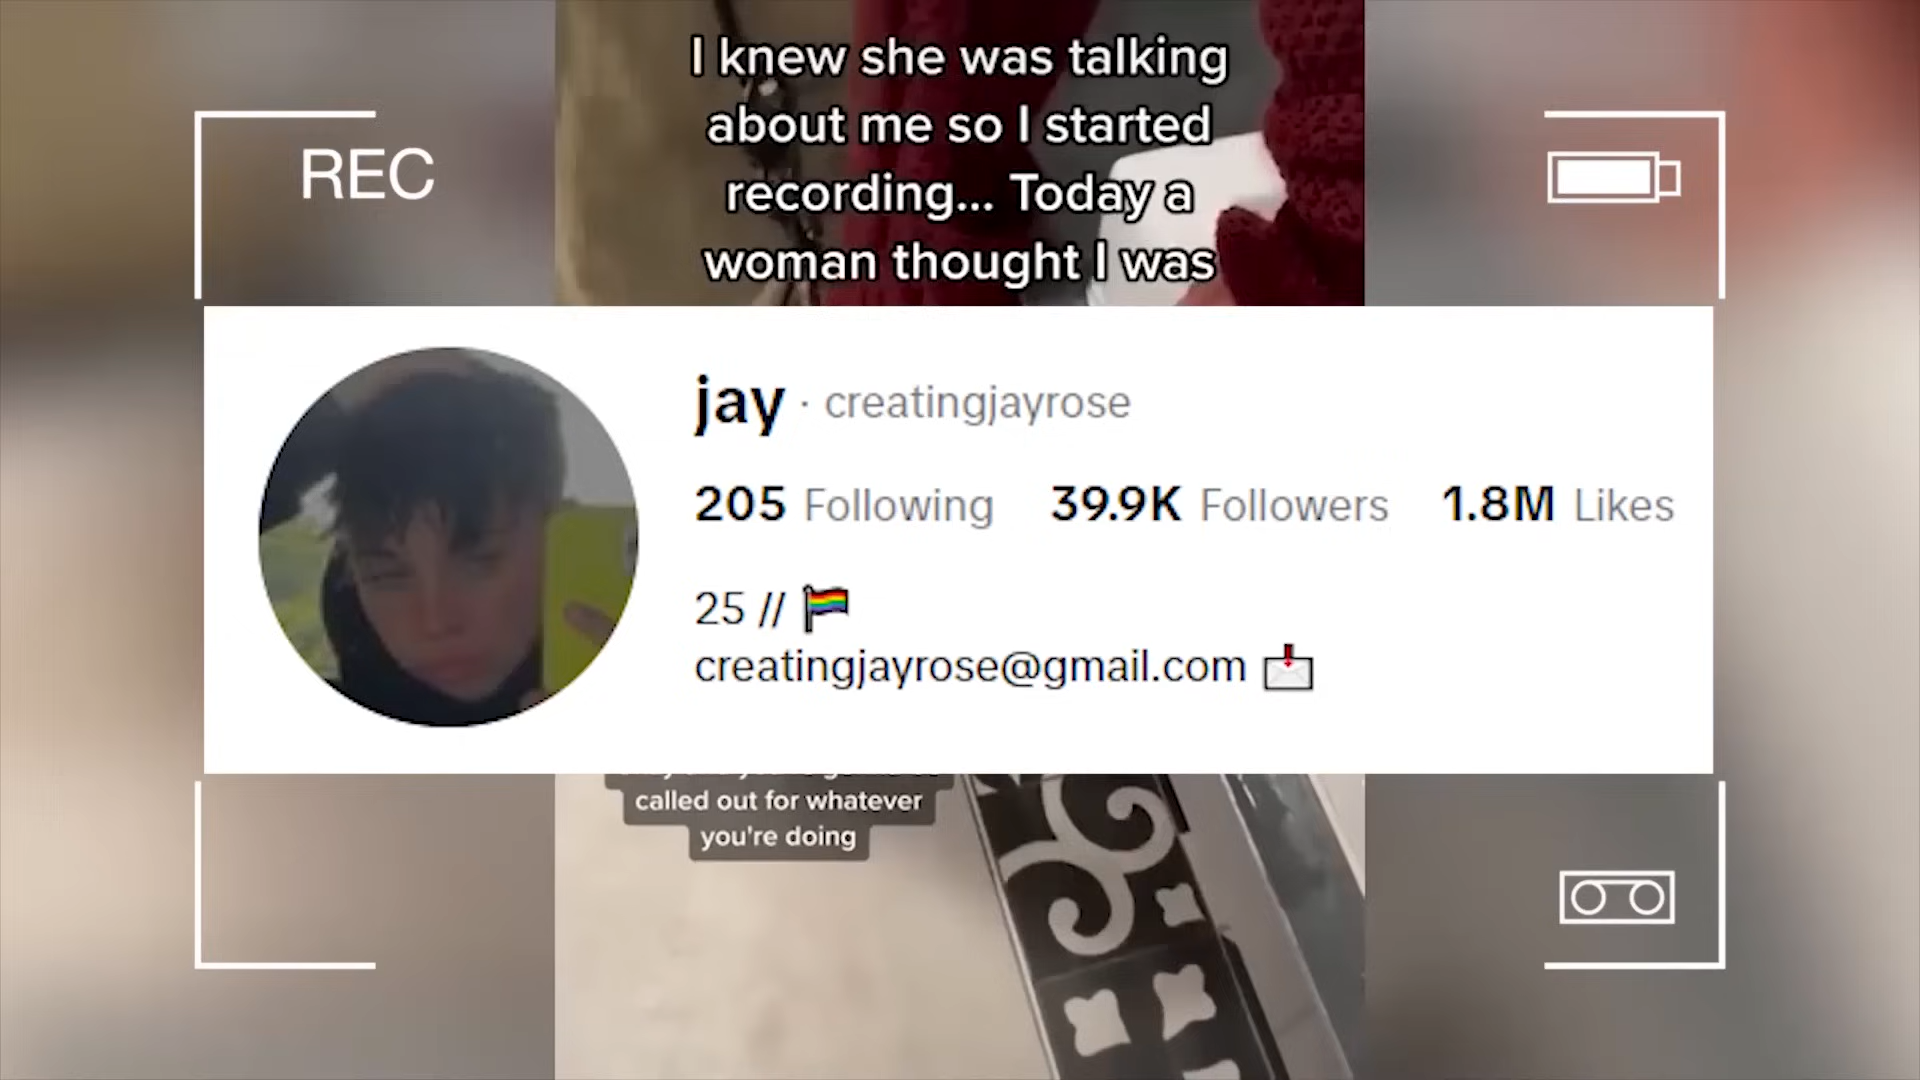 I knew she was talking
about me so I started
recording... Today a
woman thought I was
REC
jay · creatingjayrose
205 Following 39.9K Followers 1.8M Likes
25 // 🏳️‍🌈
creatingjayrose@gmail.com 📩
called out for whatever
you're doing